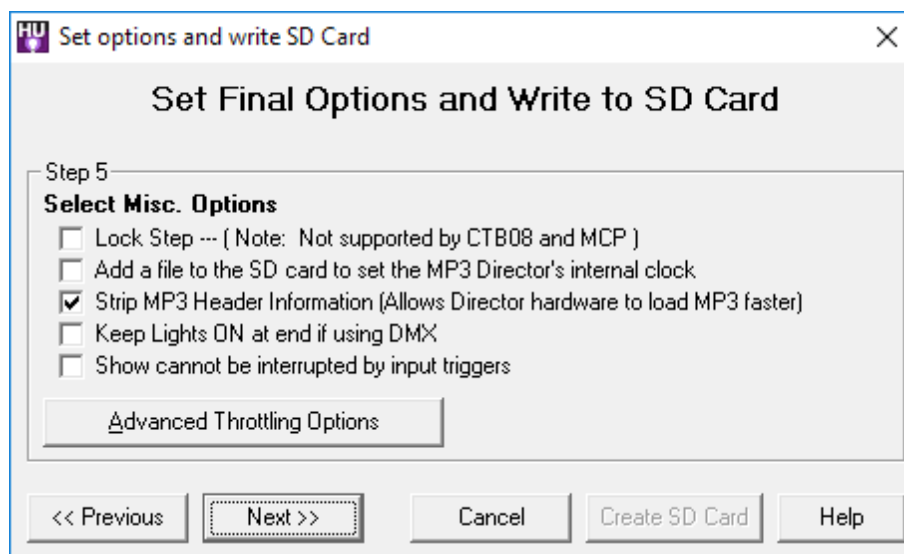 HU
Set options and write SD Card
Set Final Options and Write to SD Card
Step 5
Select Misc. Options
Lock Step --- ( Note:  Not supported by CTB08 and MCP )
Add a file to the SD card to set the MP3 Director's internal clock
Strip MP3 Header Information (Allows Director hardware to load MP3 faster)
Keep Lights ON at end if using DMX
Show cannot be interrupted by input triggers
Advanced Throttling Options
<< Previous
Next >>
Cancel
Create SD Card
Help